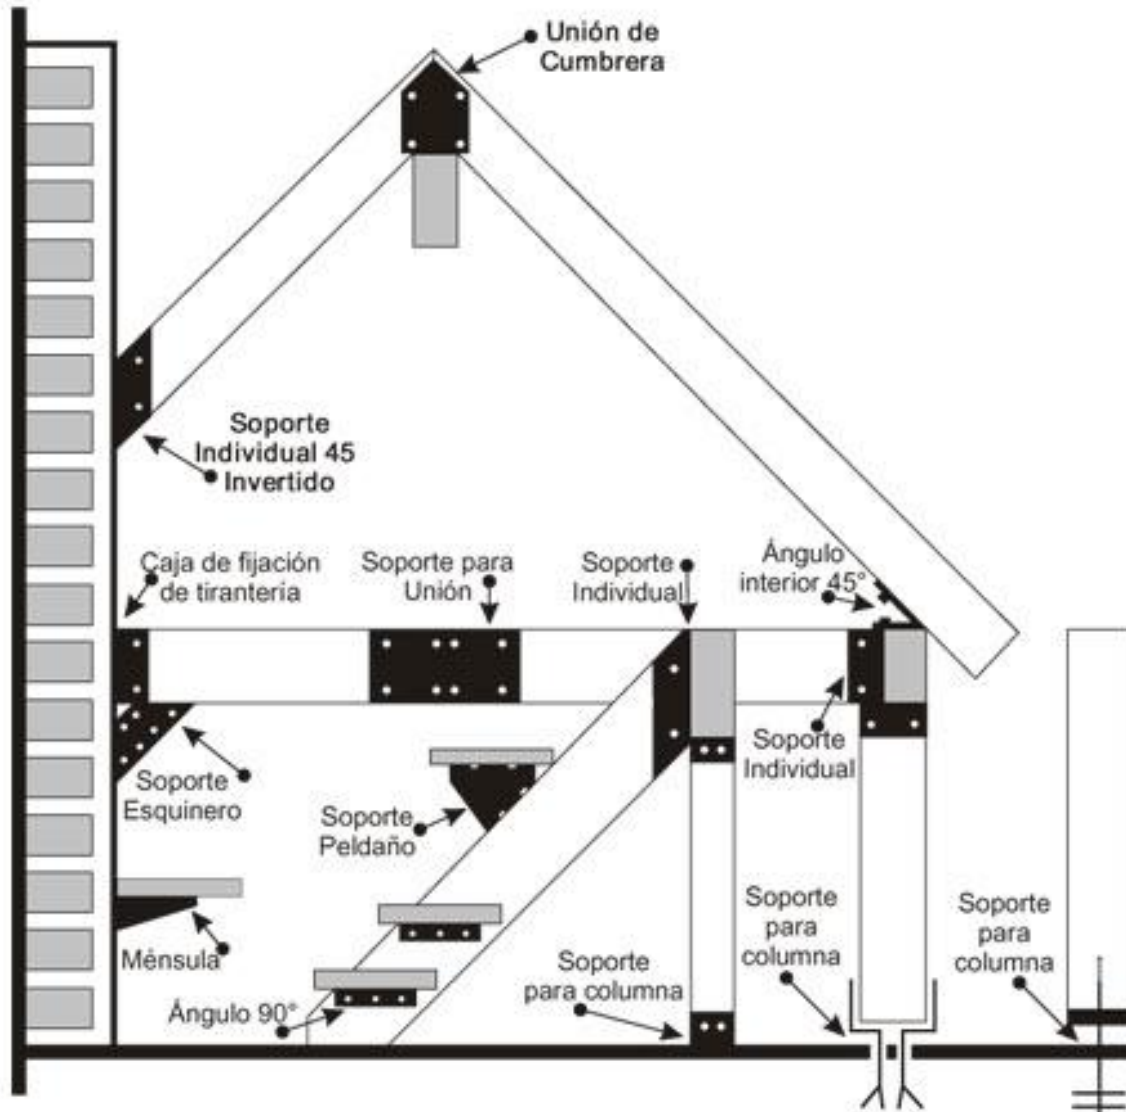 Unión de
Cumbrera
Soporte
Individual 45
Invertido
Caja de fijación
de tirantería
Soporte para
Unión
Soporte
Individual
Ángulo
interior 45°
Soporte
Individual
Soporte
Esquinero
Soporte
Peldaño
Ménsula
Ángulo 90°
Soporte
para columna
Soporte
para
columna
Soporte
para
columna